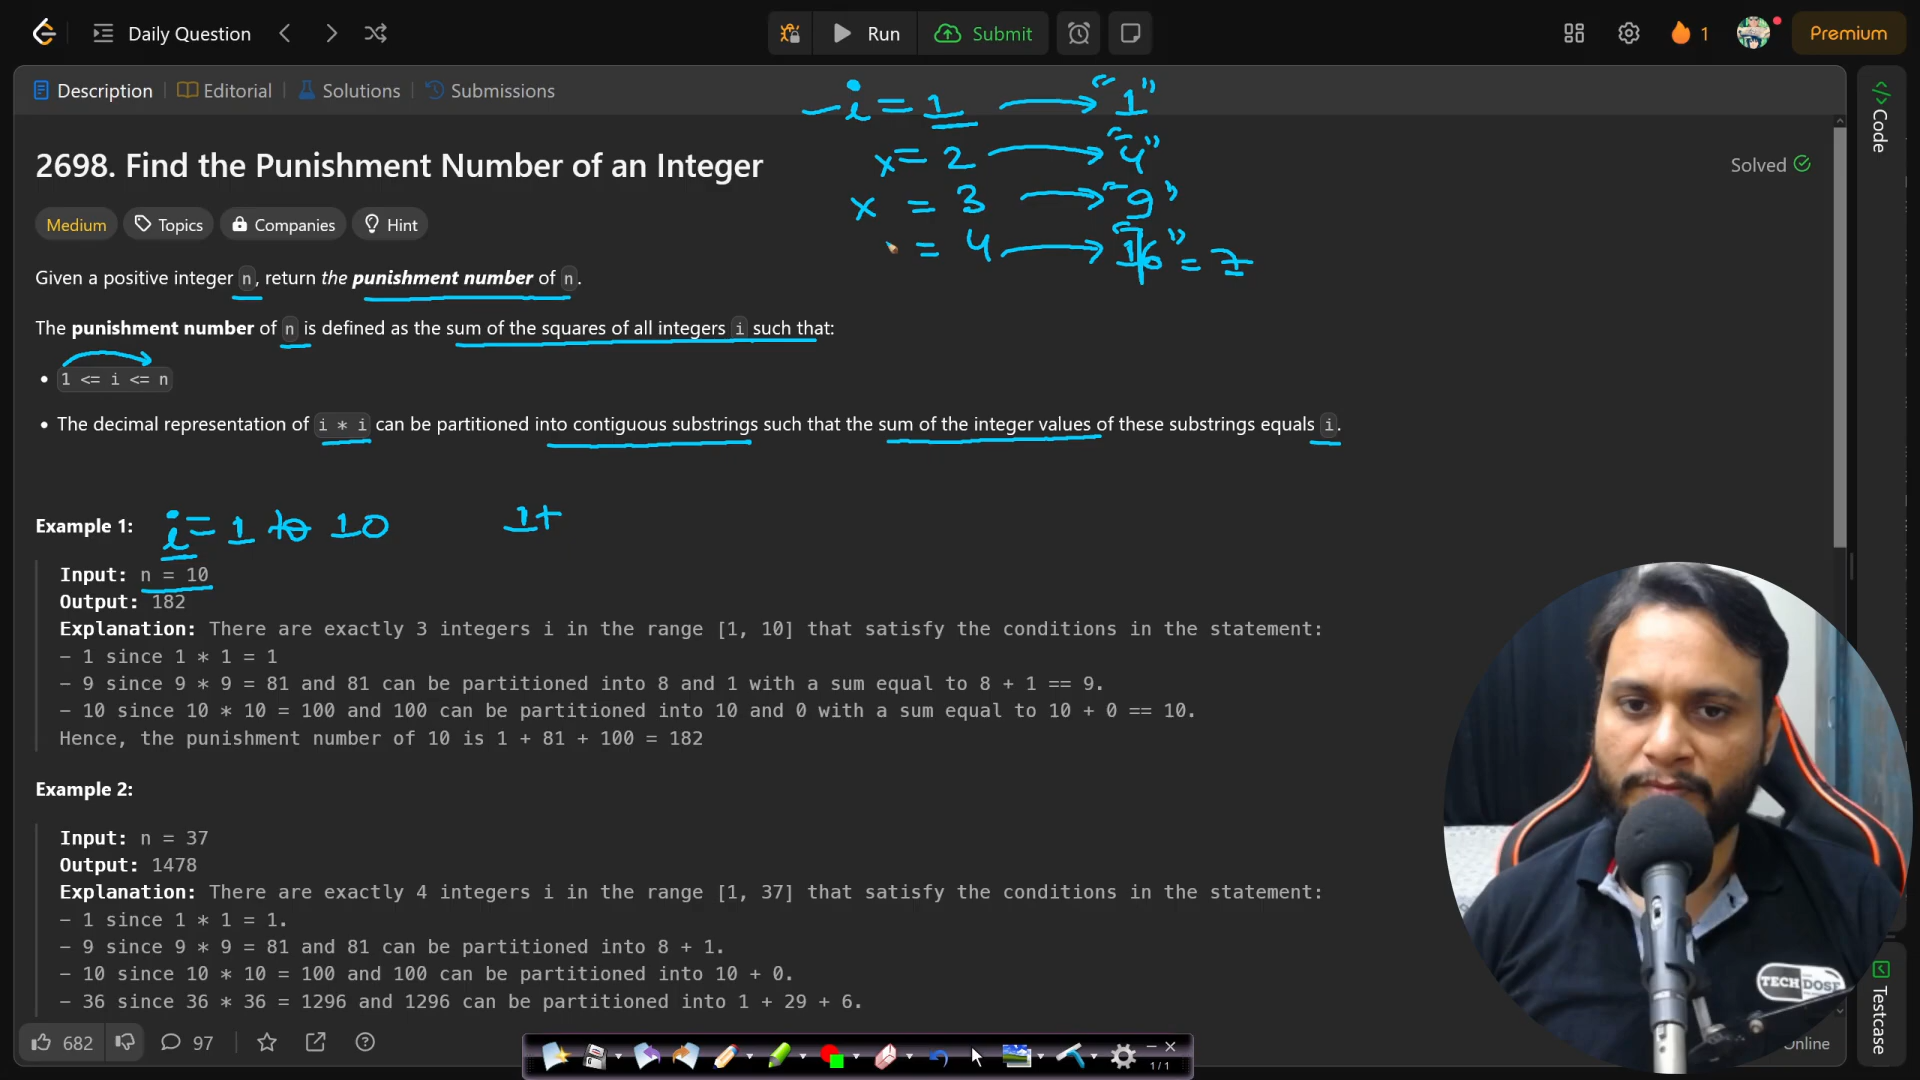 Daily Question
Run
Submit
1
Premium
Description
Editorial
Solutions
Submissions
Code
i = 1 → "1"
x = 2 → "4"
x = 3 → "9"
x = 4 → "16" = 7
2698. Find the Punishment Number of an Integer
Solved
Medium
Topics
Companies
Hint
Given a positive integer n, return the punishment number of n.
The punishment number of n is defined as the sum of the squares of all integers i such that:
• 1 <= i <= n
• The decimal representation of i * i can be partitioned into contiguous substrings such that the sum of the integer values of these substrings equals i.
Example 1:
i = 1 to 10
1+
Input: n = 10
Output: 182
Explanation: There are exactly 3 integers i in the range [1, 10] that satisfy the conditions in the statement:
- 1 since 1 * 1 = 1
- 9 since 9 * 9 = 81 and 81 can be partitioned into 8 and 1 with a sum equal to 8 + 1 == 9.
- 10 since 10 * 10 = 100 and 100 can be partitioned into 10 and 0 with a sum equal to 10 + 0 == 10.
Hence, the punishment number of 10 is 1 + 81 + 100 = 182
Example 2:
Input: n = 37
Output: 1478
Explanation: There are exactly 4 integers i in the range [1, 37] that satisfy the conditions in the statement:
- 1 since 1 * 1 = 1.
- 9 since 9 * 9 = 81 and 81 can be partitioned into 8 + 1.
- 10 since 10 * 10 = 100 and 100 can be partitioned into 10 + 0.
- 36 since 36 * 36 = 1296 and 1296 can be partitioned into 1 + 29 + 6.
682
97
Online
Testcase
1/1
TECH DOSE